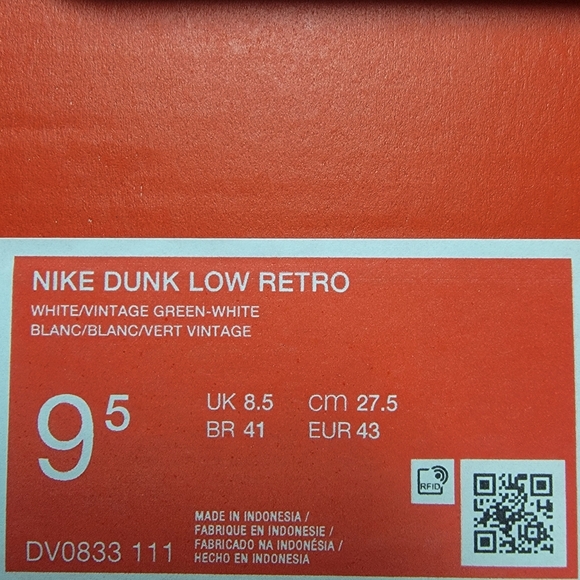 NIKE DUNK LOW RETRO
WHITE/VINTAGE GREEN-WHITE
BLANC/BLANC/VERT VINTAGE
9 5
UK 8.5 cm 27.5
BR 41 EUR 43
RFID
MADE IN INDONESIA /
FABRIQUE EN INDONESIE /
FABRICADO NA INDONÉSIA /
HECHO EN INDONESIA
DV0833 111